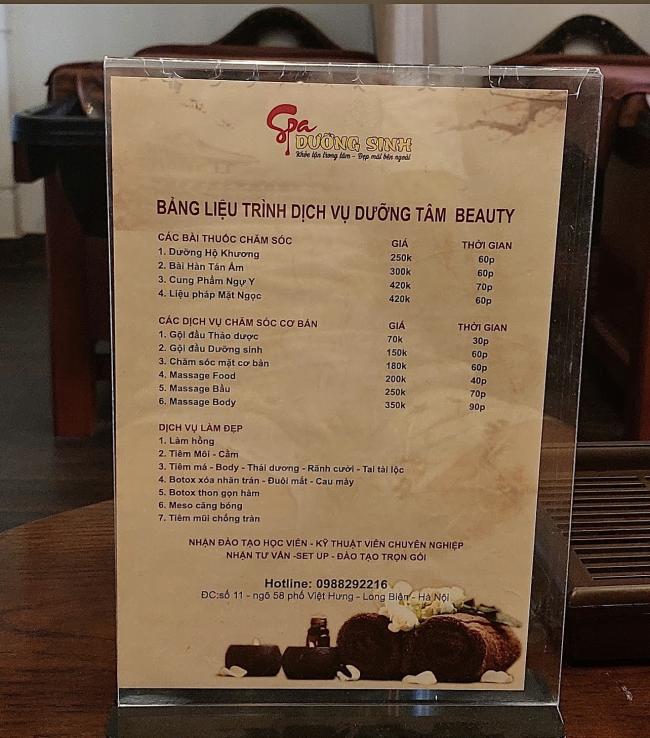 Spa
DƯỠNG SINH
Khỏe tận trong tâm - Đẹp mãi bên ngoài
BẢNG LIỆU TRÌNH DỊCH VỤ DƯỠNG TÂM BEAUTY
CÁC BÀI THUỐC CHĂM SÓC GIÁ THỜI GIAN
1. Dưỡng Hộ Khương 250k 60p
2. Bài Hàn Tán Ấm 300k 60p
3. Cung Phẩm Ngự Y 420k 70p
4. Liệu pháp Mật Ngọc 420k 60p
CÁC DỊCH VỤ CHĂM SÓC CƠ BẢN GIÁ THỜI GIAN
1. Gội đầu Thảo dược 70k 30p
2. Gội đầu Dưỡng sinh 150k 60p
3. Chăm sóc mặt cơ bản 180k 60p
4. Massage Food 200k 40p
5. Massage Bầu 250k 70p
6. Massage Body 350k 90p
DỊCH VỤ LÀM ĐẸP
1. Làm hồng
2. Tiêm Môi - Cằm
3. Tiêm má - Body - Thái dương - Rãnh cười - Tai tài lộc
4. Botox xóa nhăn trán - Đuôi mắt - Cau mày
5. Botox thon gọn hàm
6. Meso căng bóng
7. Tiêm mũi chống tràn
NHẬN ĐÀO TẠO HỌC VIÊN - KỸ THUẬT VIÊN CHUYÊN NGHIỆP
NHẬN TƯ VẤN -SET UP - ĐÀO TẠO TRỌN GÓI
Hotline: 0988292216
ĐC:số 11 - ngõ 58 phố Việt Hưng - Long Biên - Hà Nội